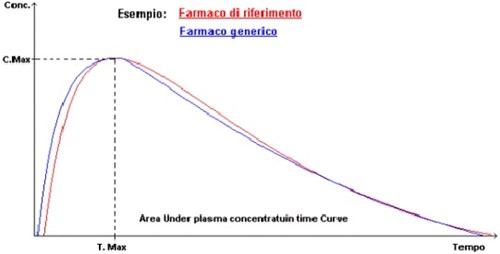 Conc.
Esempio: Farmaco di riferimento
Farmaco generico
C.Max
Area Under plasma concentratuin time Curve
T. Max
Tempo